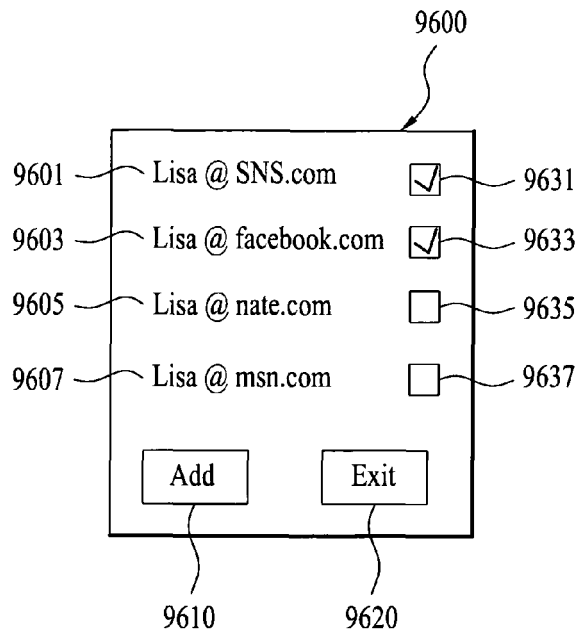 9600
9601 Lisa @ SNS.com 9631
9603 Lisa @ facebook.com 9633
9605 Lisa @ nate.com 9635
9607 Lisa @ msn.com 9637
Add Exit
9610 9620